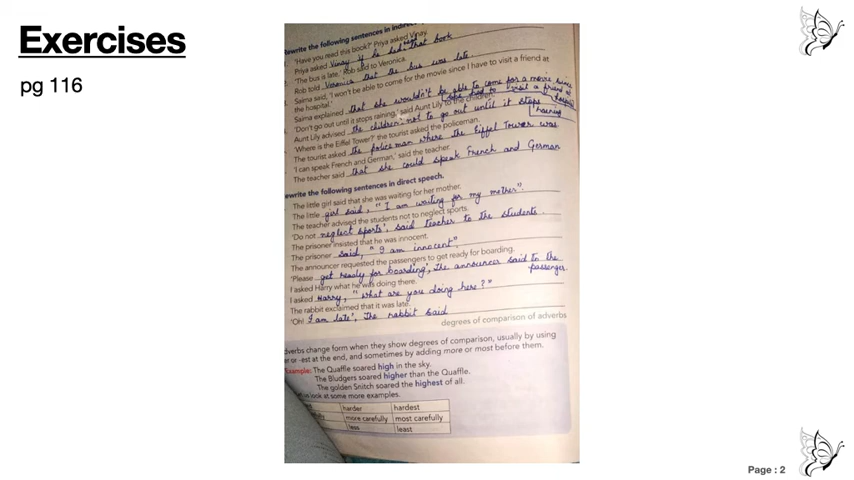 Exercises
pg 116
Rewrite the following sentences in indirect
'Have you read this book?' Priya asked Vinay.
Priya asked Vinay if he had read that book
'The bus is late.' Rob said to Veronica.
Rob told Veronica that the bus was late
Saima said, 'I won't be able to come for the movie since I have to visit a friend at
the hospital.'
Saima explained that she wouldn't be able to come for a movie since
she had to visit a friend at
hospital
'Don't go out until it stops raining,' said Aunt Lily to the children.
Aunt Lily advised the children not to go out until it stops
raining
'Where is the Eiffel Tower?' the tourist asked the policeman.
The tourist asked the policeman where the Eiffel Tower was
'I can speak French and German,' said the teacher.
The teacher said that she could speak French and German
ewrite the following sentences in direct speech.
The little girl said that she was waiting for her mother.
The little girl said, "I am waiting for my mother".
The teacher advised the students not to neglect sports.
'Do not neglect sports', said teacher to the students
The prisoner insisted that he was innocent.
The prisoner said, "I am innocent"
The announcer requested the passengers to get ready for boarding.
'Please get ready for boarding', the announcer said to the
passenger.
I asked Harry what he was doing there.
I asked Harry, "what are you doing here?"
The rabbit exclaimed that it was late.
'Oh! I am late', the rabbit said
degrees of comparison of adverbs
dverbs change form when they show degrees of comparison, usually by using
er or -est at the end, and sometimes by adding more or most before them.
Example: The Quaffle soared high in the sky.
The Bludgers soared higher than the Quaffle.
The golden Snitch soared the highest of all.
us look at some more examples.
harder hardest
more carefully most carefully
less least
Page : 2